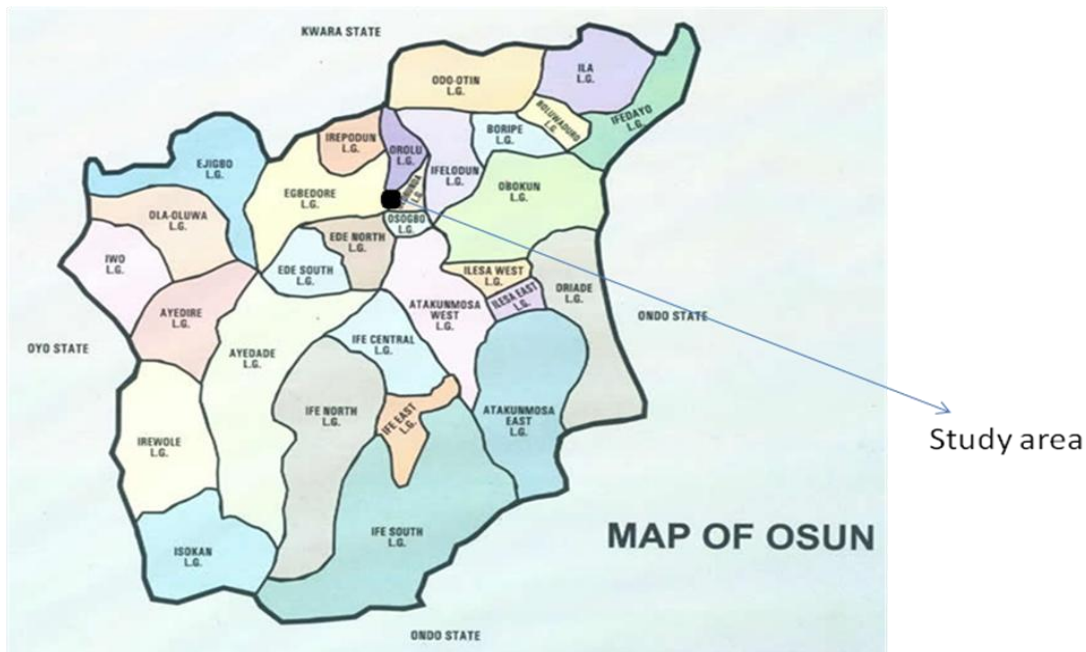 KWARA STATE
ODO-OTIN
L.G.
ILA
L.G.
BOLUWADURO
L.G.
IFEDAYO
L.G.
IREPODUN
L.G.
OROLU
L.G.
IFELODUN
L.G.
BORIPE
L.G.
EJIGBO
L.G.
EGBEDORE
L.G.
L.G.
OBOKUN
L.G.
OLA-OLUWA
L.G.
OSOGBO
L.G.
EDE NORTH
L.G.
EDE SOUTH
L.G.
IWO
L.G.
ILESA WEST
L.G.
ILESA EAST
L.G.
ORIADE
L.G.
AYEDIRE
L.G.
ATAKUNMOSA
WEST
L.G.
ONDO STATE
OYO STATE
AYEDADE
L.G.
IFE CENTRAL
L.G.
IFE NORTH
L.G.
IFE EAST
L.G.
ATAKUNMOSA
EAST
L.G.
Study area
IREWOLE
L.G.
IFE SOUTH
L.G.
MAP OF OSUN
ISOKAN
L.G.
ONDO STATE